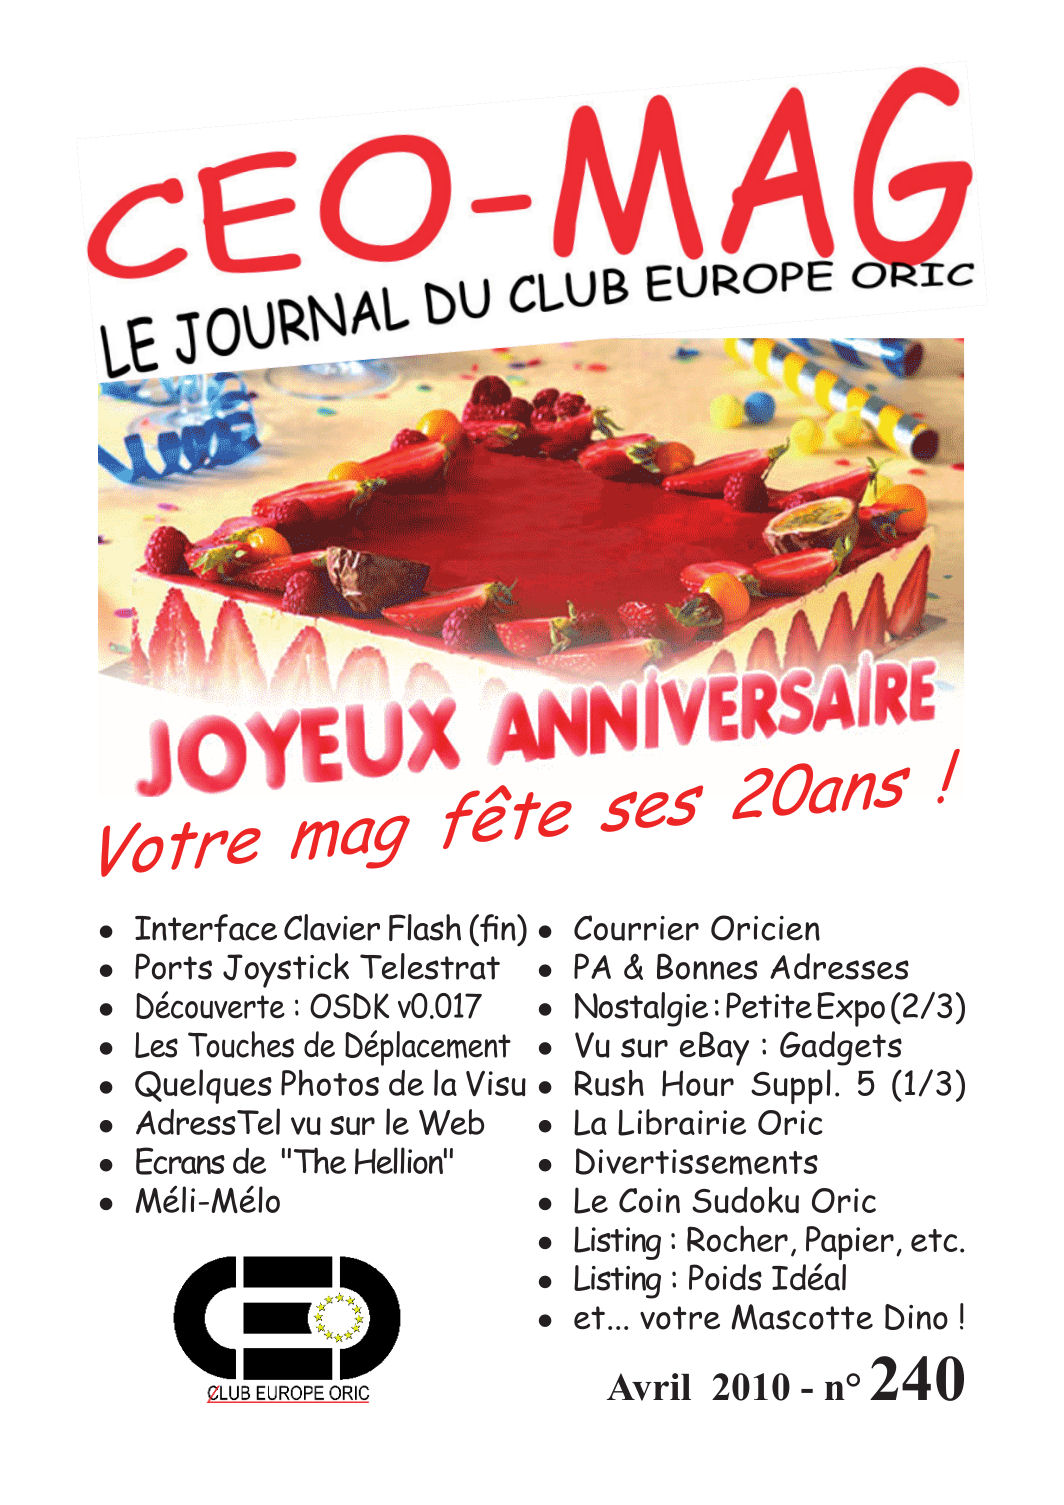 CEO-MAG
LE JOURNAL DU CLUB EUROPE ORIC
JOYEUX ANNIVERSAIRE
Votre mag fête ses 20ans !
• Interface Clavier Flash (fin)
• Ports Joystick Telestrat
• Découverte : OSDK v0.017
• Les Touches de Déplacement
• Quelques Photos de la Visu
• AdressTel vu sur le Web
• Ecrans de "The Hellion"
• Méli-Mélo
• Courrier Oricien
• PA & Bonnes Adresses
• Nostalgie : Petite Expo (2/3)
• Vu sur eBay : Gadgets
• Rush Hour Suppl. 5 (1/3)
• La Librairie Oric
• Divertissements
• Le Coin Sudoku Oric
• Listing : Rocher, Papier, etc.
• Listing : Poids Idéal
• et... votre Mascotte Dino !
CEO
CLUB EUROPE ORIC
Avril 2010 - n° 240